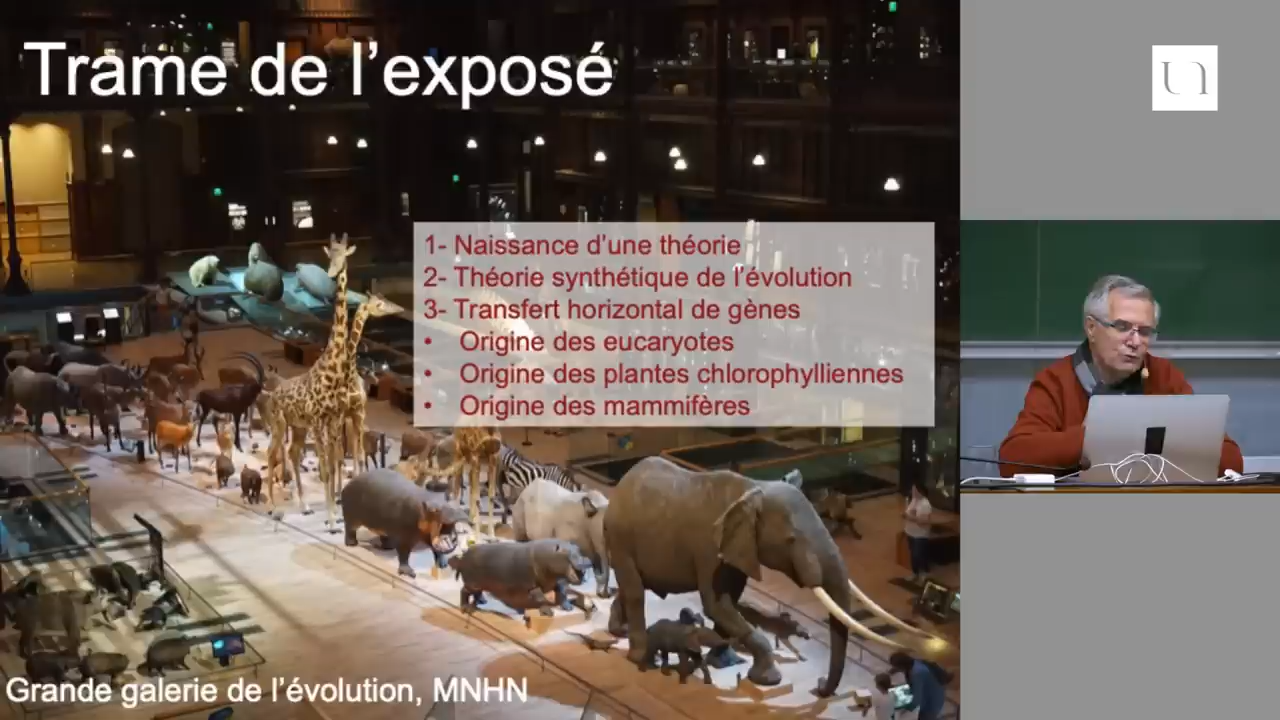 Trame de l’exposé
1- Naissance d’une théorie
2- Théorie synthétique de l’évolution
3- Transfert horizontal de gènes
• Origine des eucaryotes
• Origine des plantes chlorophylliennes
• Origine des mammifères
Grande galerie de l’évolution, MNHN